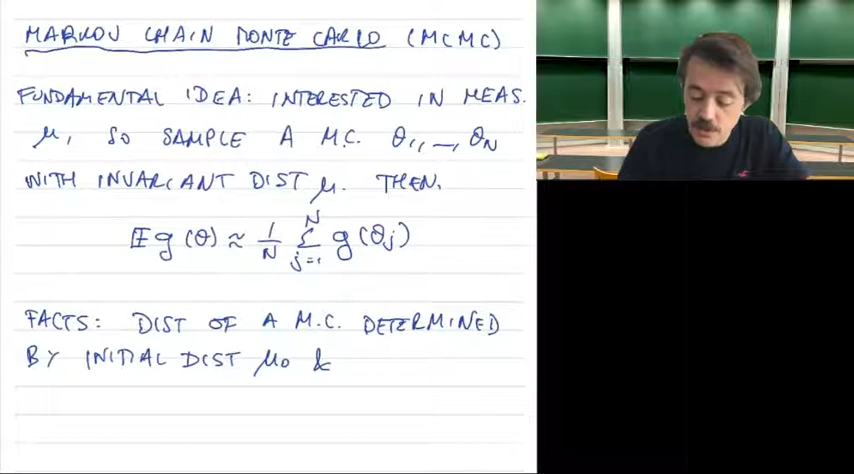 MARKOV CHAIN MONTE CARLO (MCMC)
FUNDAMENTAL IDEA: INTERESTED IN MEAS.
μ, SO SAMPLE A M.C. θ₁, —, θ_N
WITH INVARIANT DIST μ. THEN,
𝔼g(θ) ≈ 1/N Σ_{j=1}^{N} g(θ_j)
FACTS: DIST OF A M.C. DETERMINED
BY INITIAL DIST μ₀ &